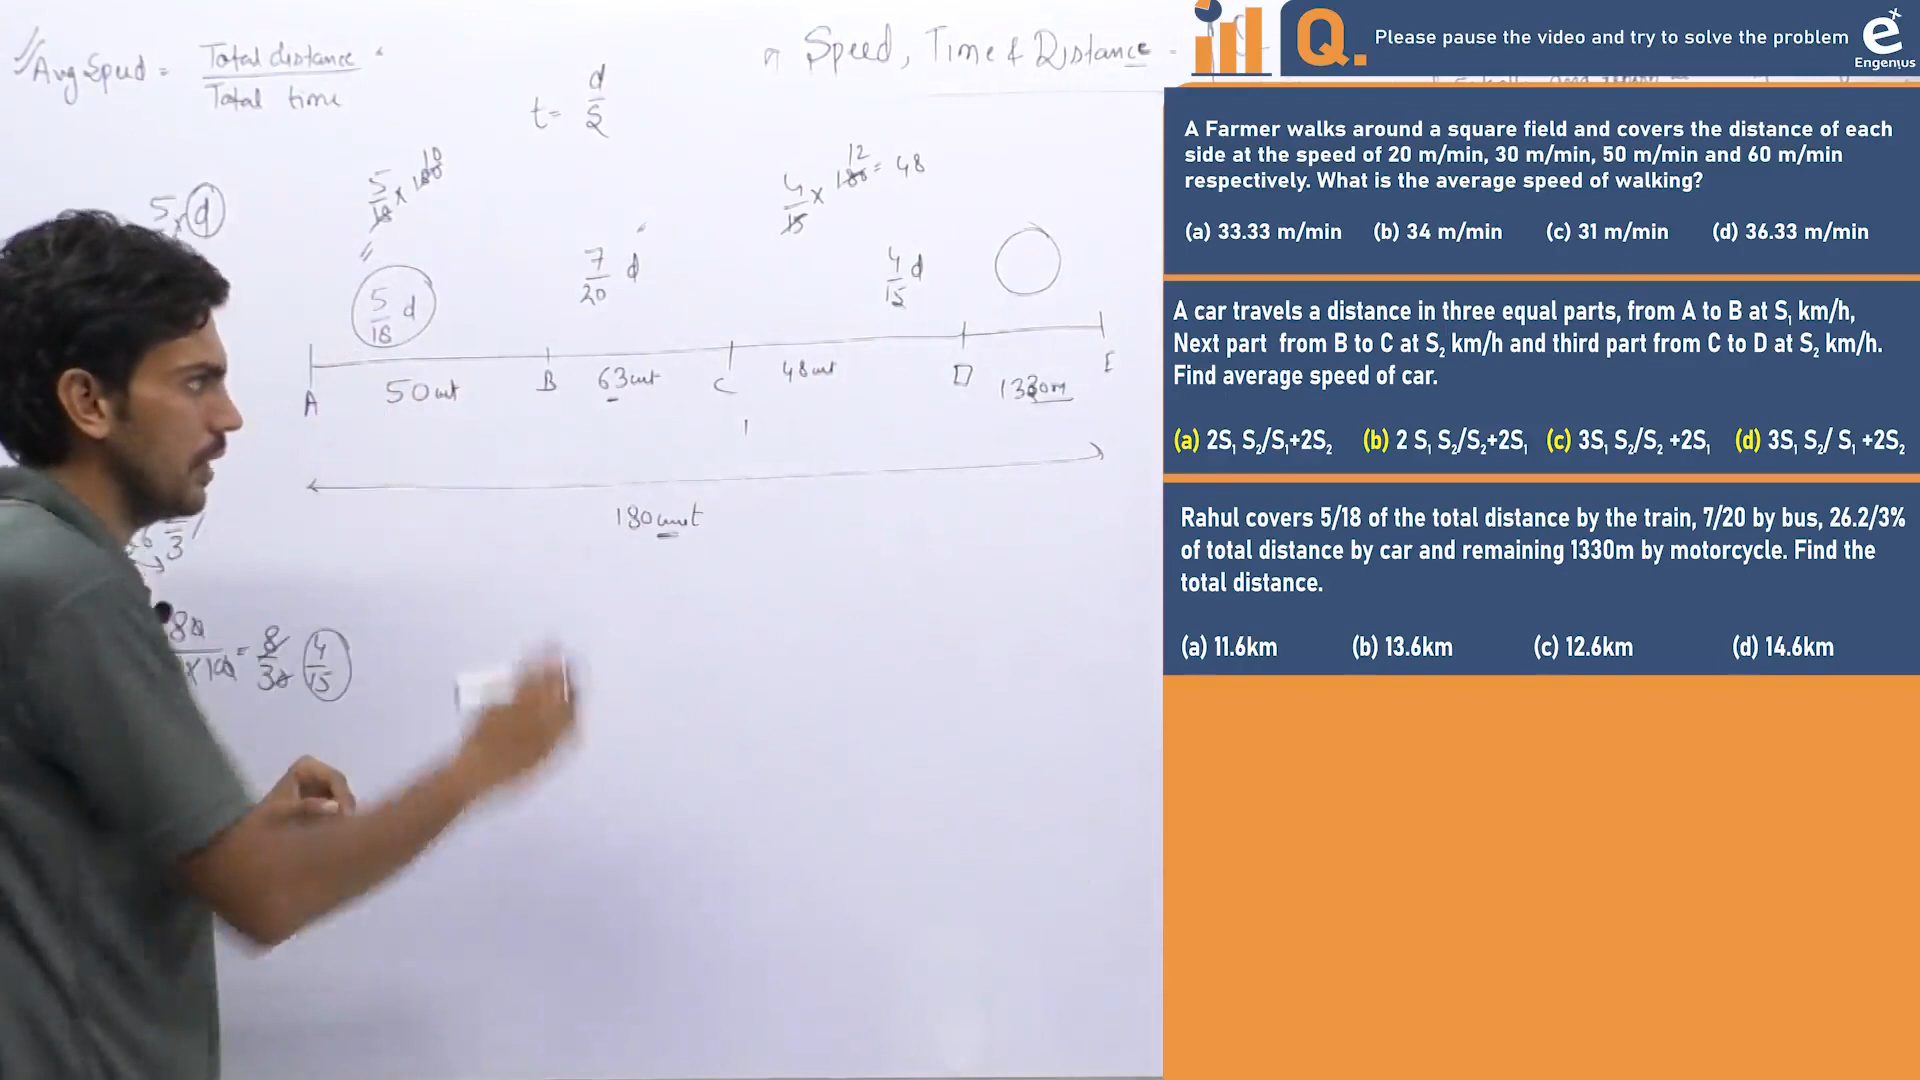 Avg Speed = Total distance
Total time
t = d
S
Speed, Time & Distance
5 d
5 × 180 10
18
5 d
18
7 d
20
4 × 180 12 = 48
15
4 d
15
A 50 unit B 63 unit C 48 unit D 1330m E
180 unit
3
= 8 4
30 15
Q. Please pause the video and try to solve the problem
ex
Engenius
A Farmer walks around a square field and covers the distance of each
side at the speed of 20 m/min, 30 m/min, 50 m/min and 60 m/min
respectively. What is the average speed of walking?
(a) 33.33 m/min (b) 34 m/min (c) 31 m/min (d) 36.33 m/min
A car travels a distance in three equal parts, from A to B at S₁ km/h,
Next part from B to C at S₂ km/h and third part from C to D at S₂ km/h.
Find average speed of car.
(a) 2S₁ S₂/S₁+2S₂ (b) 2 S₁ S₂/S₂+2S₁ (c) 3S₁ S₂/S₂ +2S₁ (d) 3S₁ S₂/ S₁ +2S₂
Rahul covers 5/18 of the total distance by the train, 7/20 by bus, 26.2/3%
of total distance by car and remaining 1330m by motorcycle. Find the
total distance.
(a) 11.6km (b) 13.6km (c) 12.6km (d) 14.6km